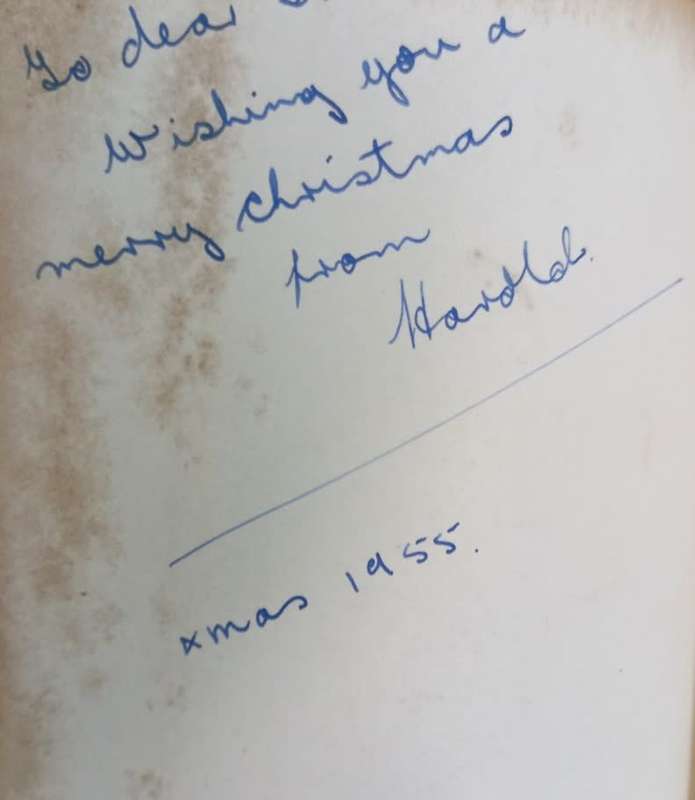 To dear
Wishing you a
merry christmas
from
Harold.
xmas 1955.